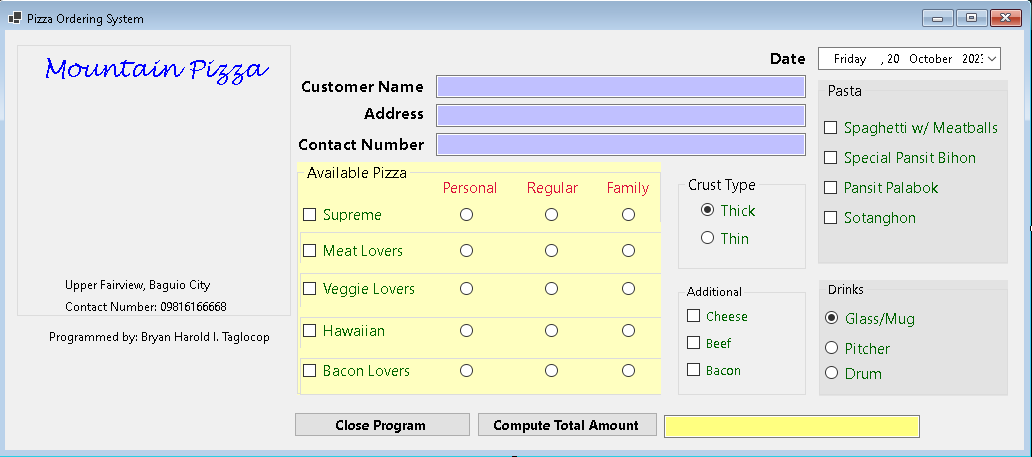 Pizza Ordering System
Mountain Pizza
Upper Fairview, Baguio City
Contact Number: 09816166668
Programmed by: Bryan Harold I. Taglocop
Date
Friday , 20 October 2023
Customer Name
Address
Contact Number
Available Pizza
Personal Regular Family
Supreme
Meat Lovers
Veggie Lovers
Hawaiian
Bacon Lovers
Crust Type
Thick
Thin
Additional
Cheese
Beef
Bacon
Pasta
Spaghetti w/ Meatballs
Special Pansit Bihon
Pansit Palabok
Sotanghon
Drinks
Glass/Mug
Pitcher
Drum
Close Program
Compute Total Amount